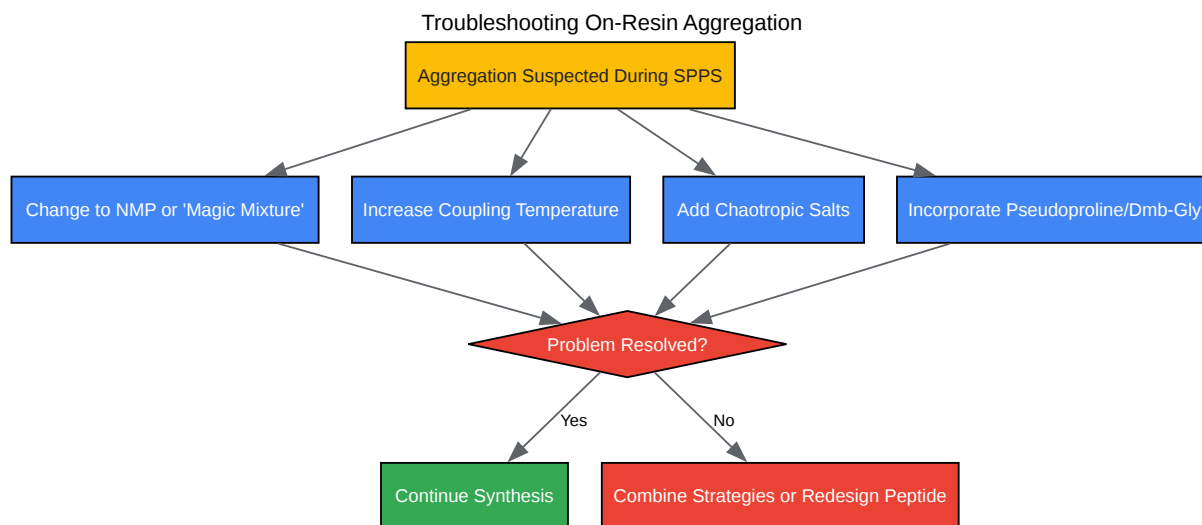 Troubleshooting On-Resin Aggregation
Aggregation Suspected During SPPS
Change to NMP or 'Magic Mixture'
Increase Coupling Temperature
Add Chaotropic Salts
Incorporate Pseudoproline/Dmb-Gly
Problem Resolved?
Yes
No
Continue Synthesis
Combine Strategies or Redesign Peptide